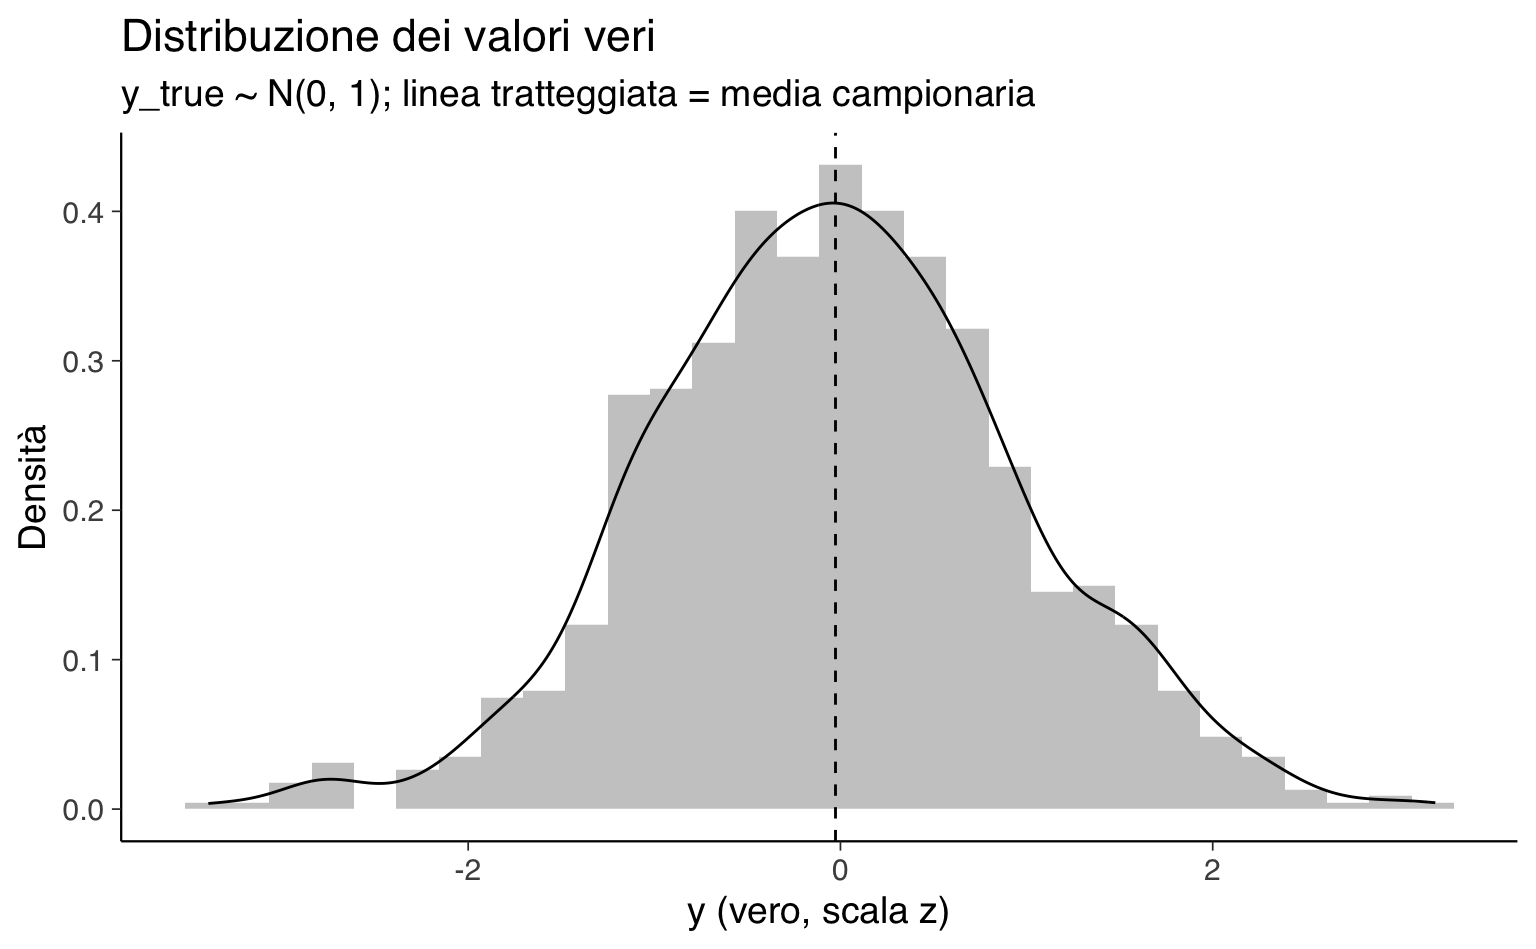 Distribuzione dei valori veri
y_true ~ N(0, 1); linea tratteggiata = media campionaria
Densità
0.4
0.3
0.2
0.1
0.0
-2 0 2
y (vero, scala z)